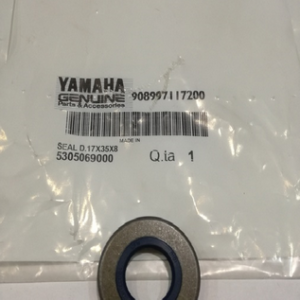 YAMAHA
GENUINE 908997117200
Parts & Accessories
MADE IN
SEAL D.17X35X8
5305069000 Q.ta 1